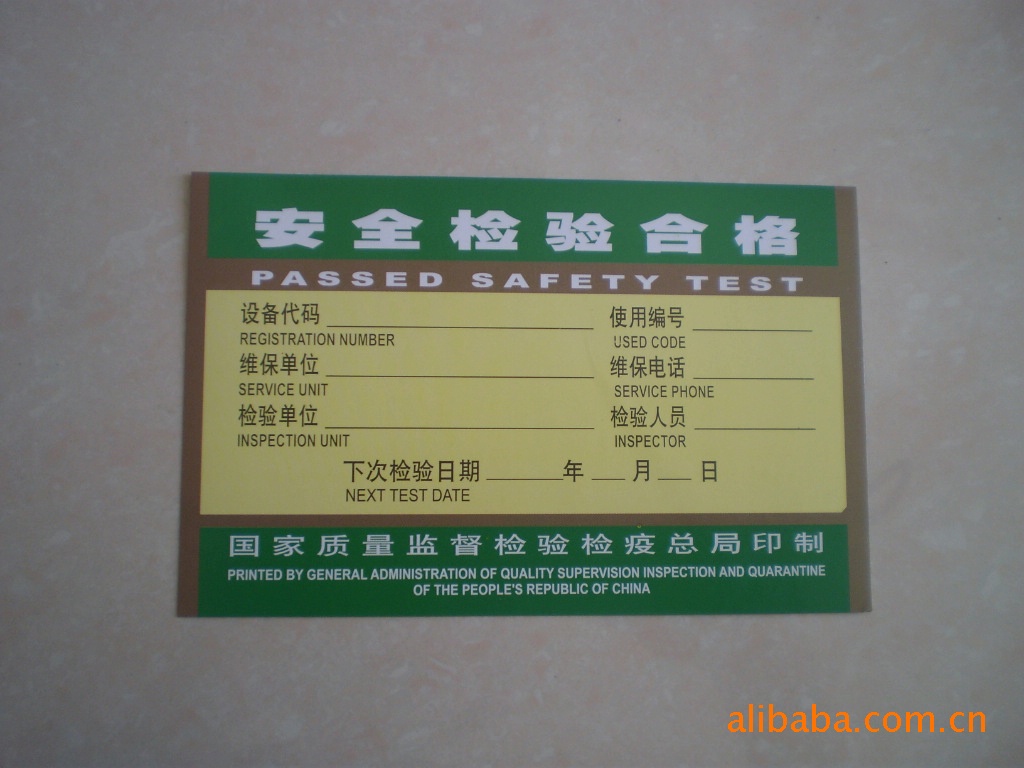 安全检验合格
PASSED SAFETY TEST
设备代码 使用编号
REGISTRATION NUMBER USED CODE
维保单位 维保电话
SERVICE UNIT SERVICE PHONE
检验单位 检验人员
INSPECTION UNIT INSPECTOR
下次检验日期 年 月 日
NEXT TEST DATE
国家质量监督检验检疫总局印制
PRINTED BY GENERAL ADMINISTRATION OF QUALITY SUPERVISION INSPECTION AND QUARANTINE
OF THE PEOPLE'S REPUBLIC OF CHINA
alibaba.com.cn